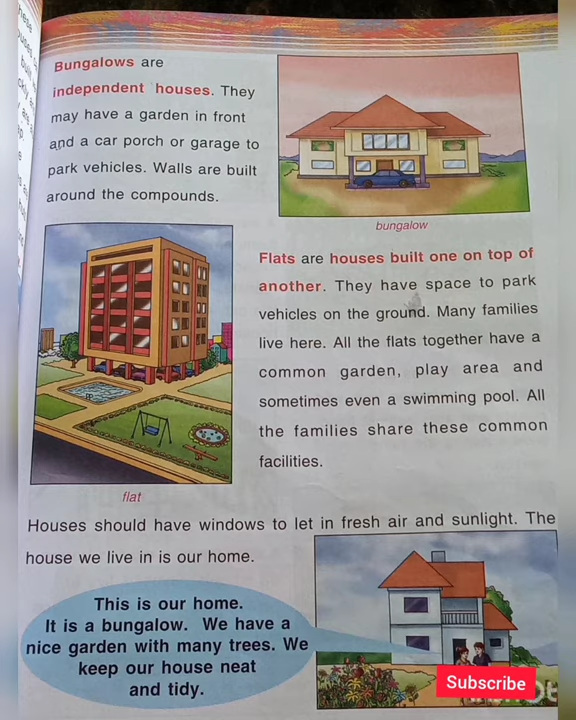 Bungalows are
independent houses. They
may have a garden in front
and a car porch or garage to
park vehicles. Walls are built
around the compounds.
bungalow
Flats are houses built one on top of
another. They have space to park
vehicles on the ground. Many families
live here. All the flats together have a
common garden, play area and
sometimes even a swimming pool. All
the families share these common
facilities.
flat
Houses should have windows to let in fresh air and sunlight. The
house we live in is our home.
This is our home.
It is a bungalow. We have a
nice garden with many trees. We
keep our house neat
and tidy.
Subscribe